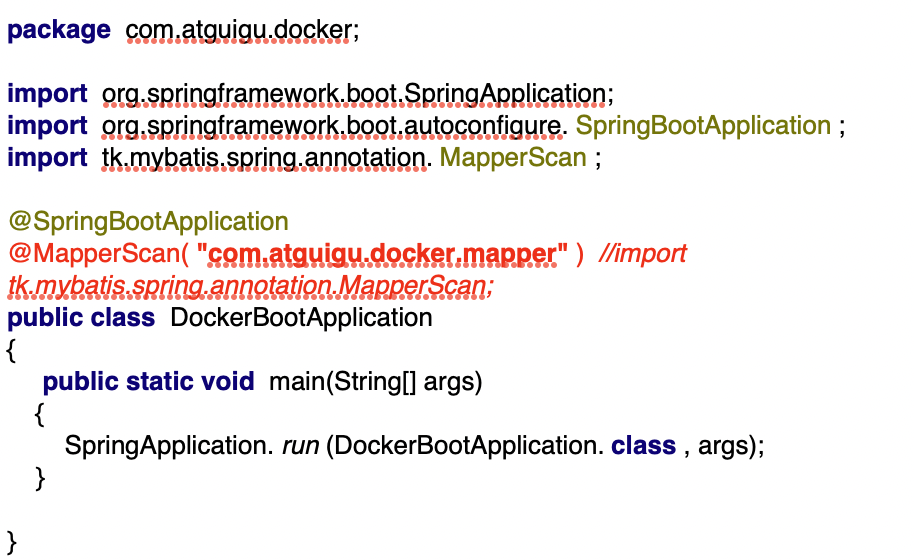 package com.atguigu.docker;
import org.springframework.boot.SpringApplication;
import org.springframework.boot.autoconfigure. SpringBootApplication ;
import tk.mybatis.spring.annotation. MapperScan ;
@SpringBootApplication
@MapperScan( "com.atguigu.docker.mapper" ) //import
tk.mybatis.spring.annotation.MapperScan;
public class DockerBootApplication
{
public static void main(String[] args)
{
SpringApplication. run (DockerBootApplication. class , args);
}
}